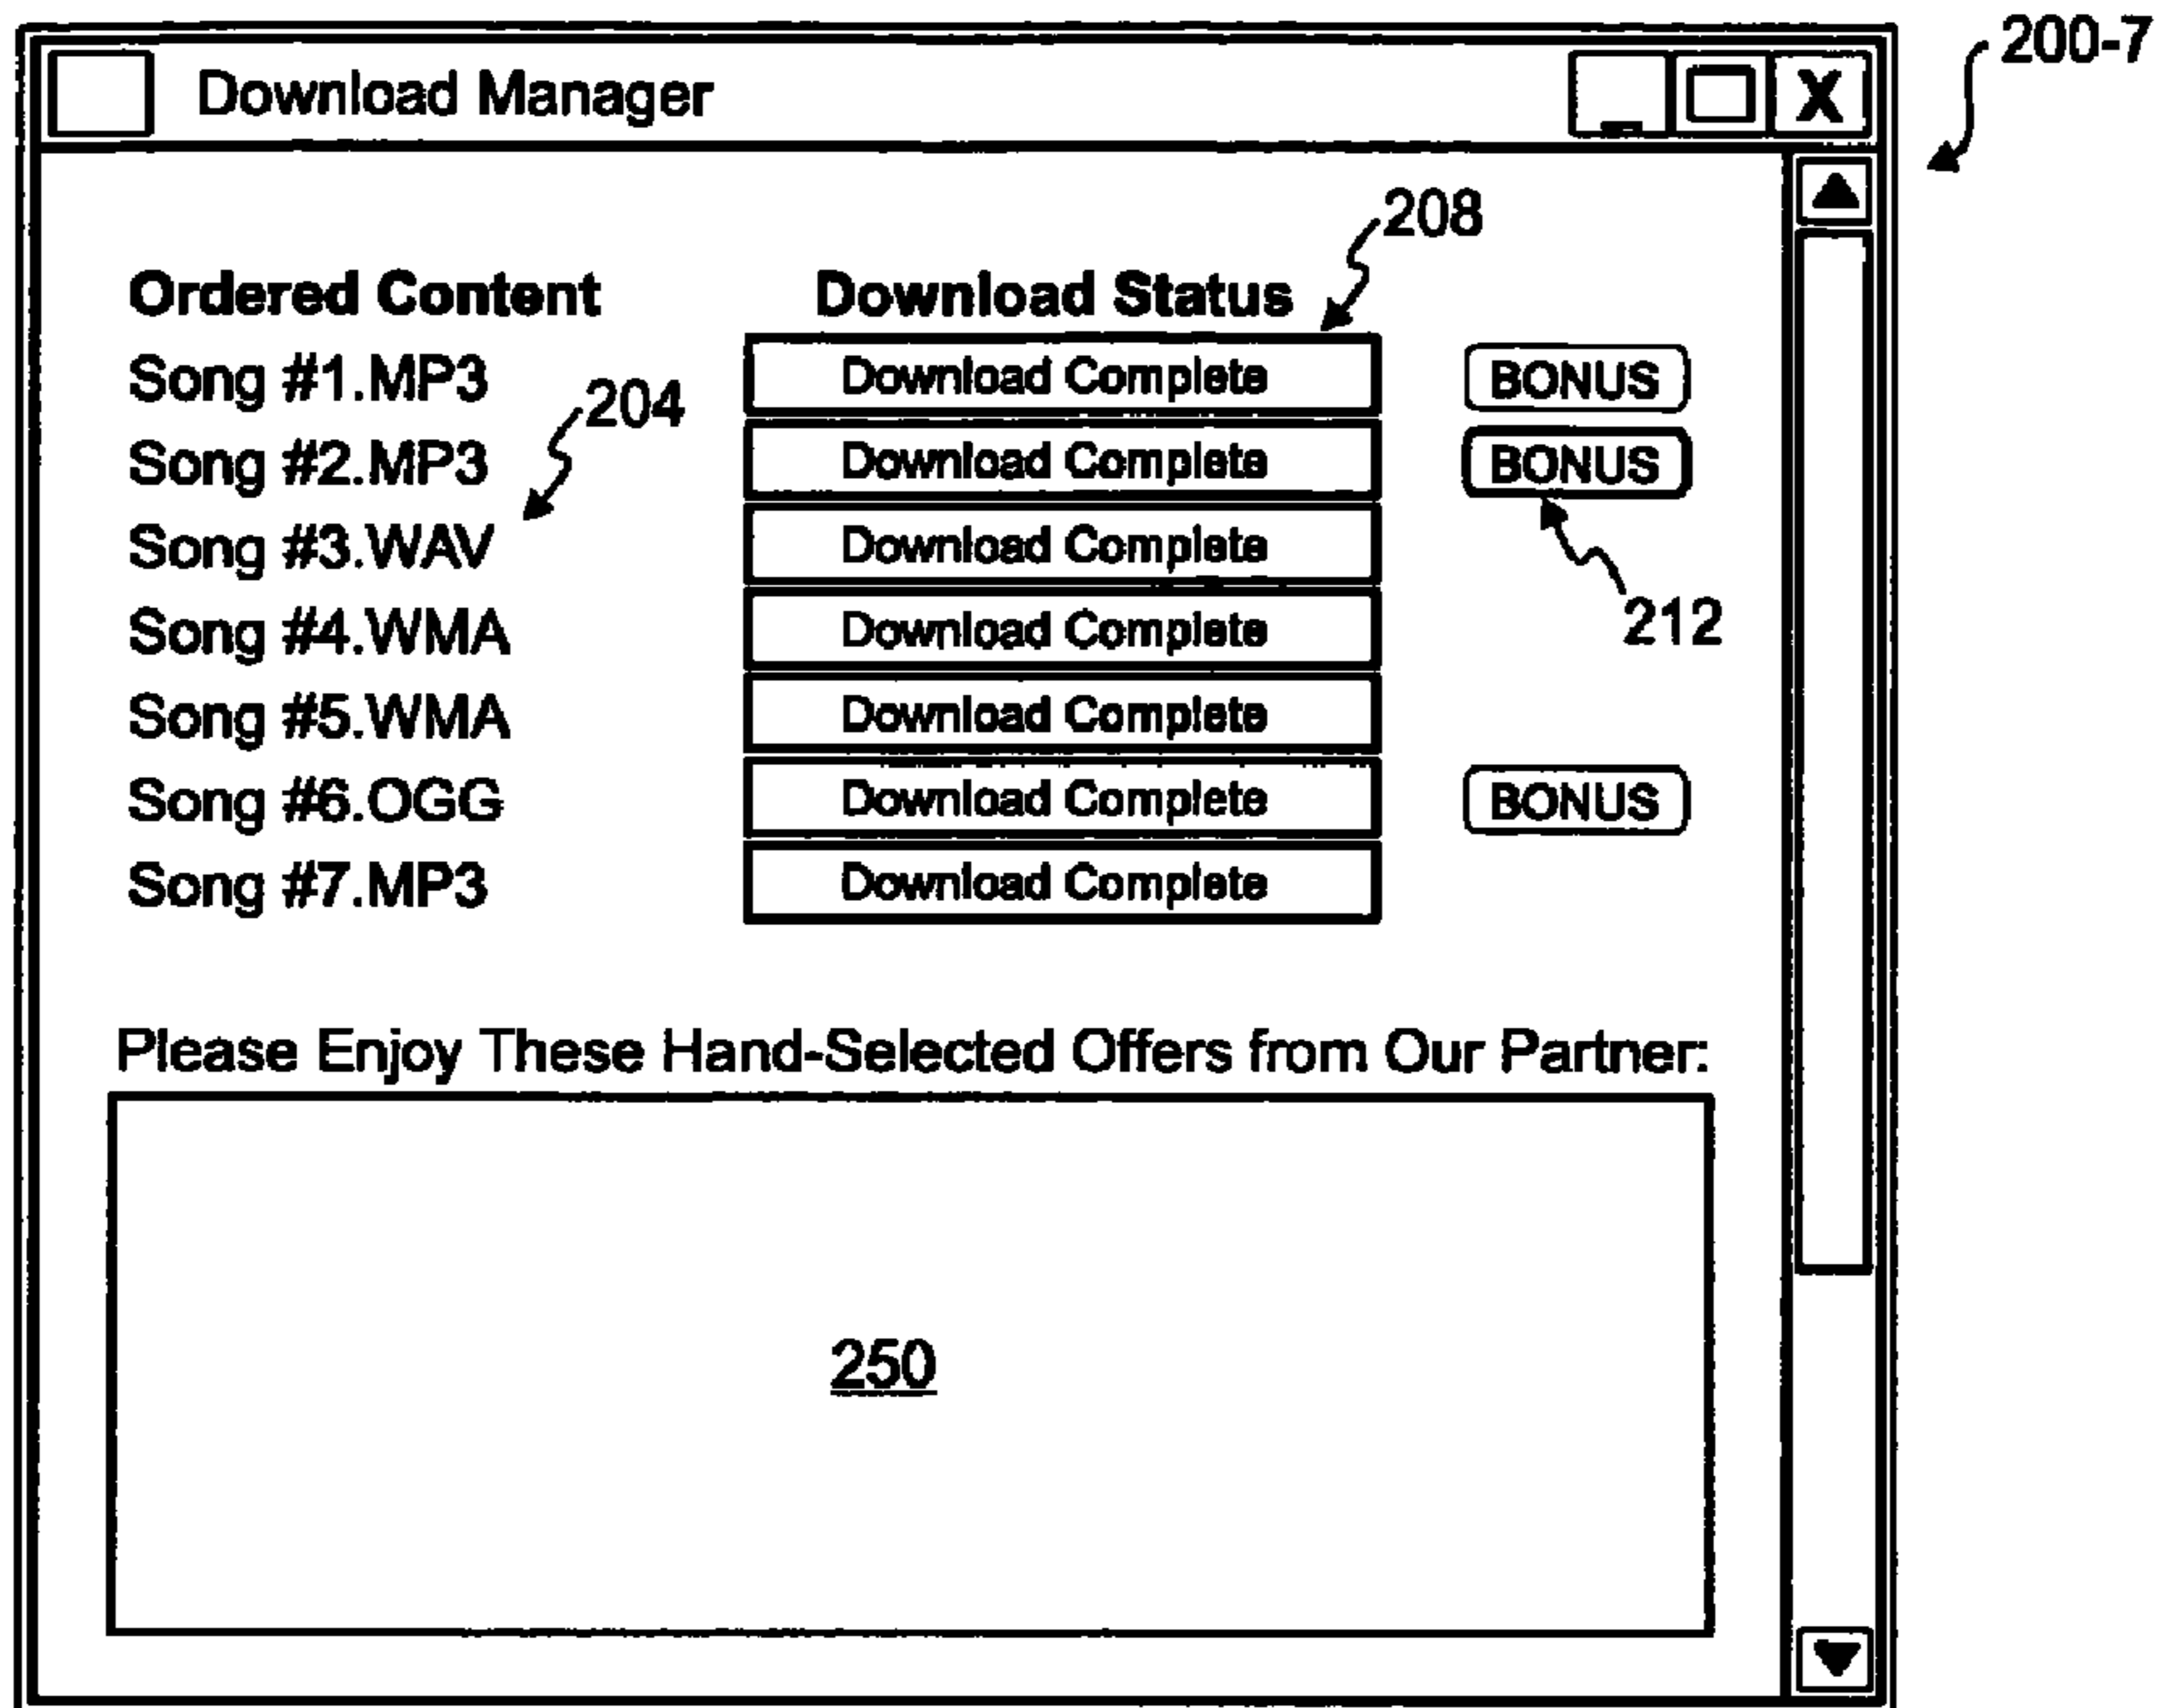 200-7
Download Manager
X
208
Ordered Content Download Status
Song #1.MP3 Download Complete BONUS
204
Song #2.MP3 Download Complete BONUS
Song #3.WAV Download Complete
212
Song #4.WMA Download Complete
Song #5.WMA Download Complete
Song #6.OGG Download Complete BONUS
Song #7.MP3 Download Complete
Please Enjoy These Hand-Selected Offers from Our Partner:
250